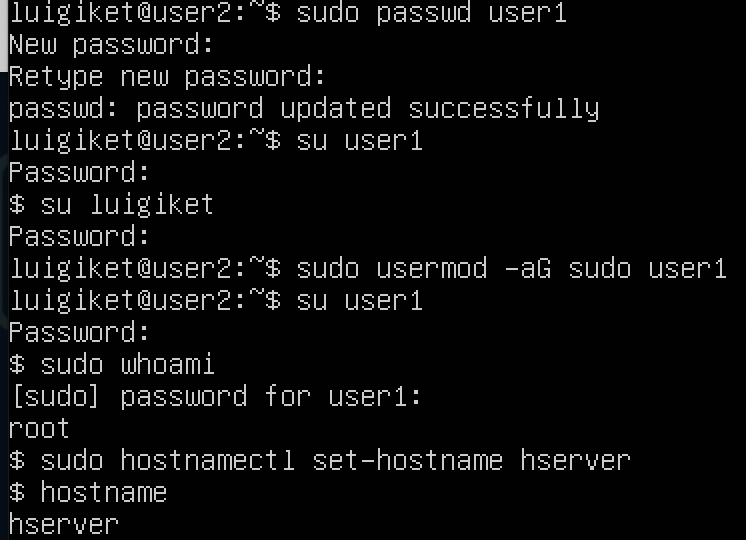 luigiket@user2:~$ sudo passwd user1
New password:
Retype new password:
passwd: password updated successfully
luigiket@user2:~$ su user1
Password:
$ su luigiket
Password:
luigiket@user2:~$ sudo usermod -aG sudo user1
luigiket@user2:~$ su user1
Password:
$ sudo whoami
[sudo] password for user1:
root
$ sudo hostnamectl set-hostname hserver
$ hostname
hserver